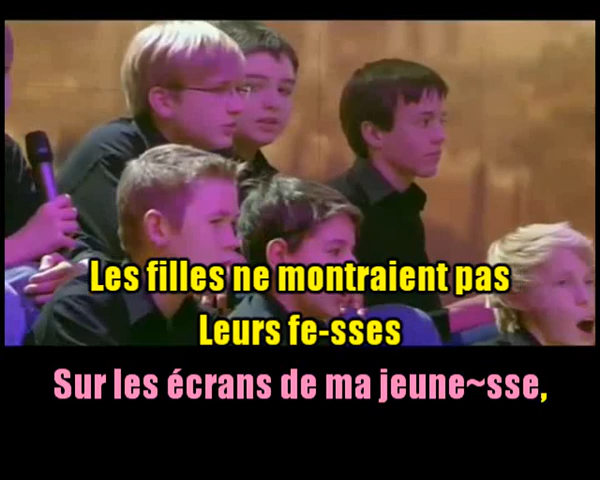 Les filles ne montraient pas
Leurs fe-sses
Sur les écrans de ma jeune~sse,